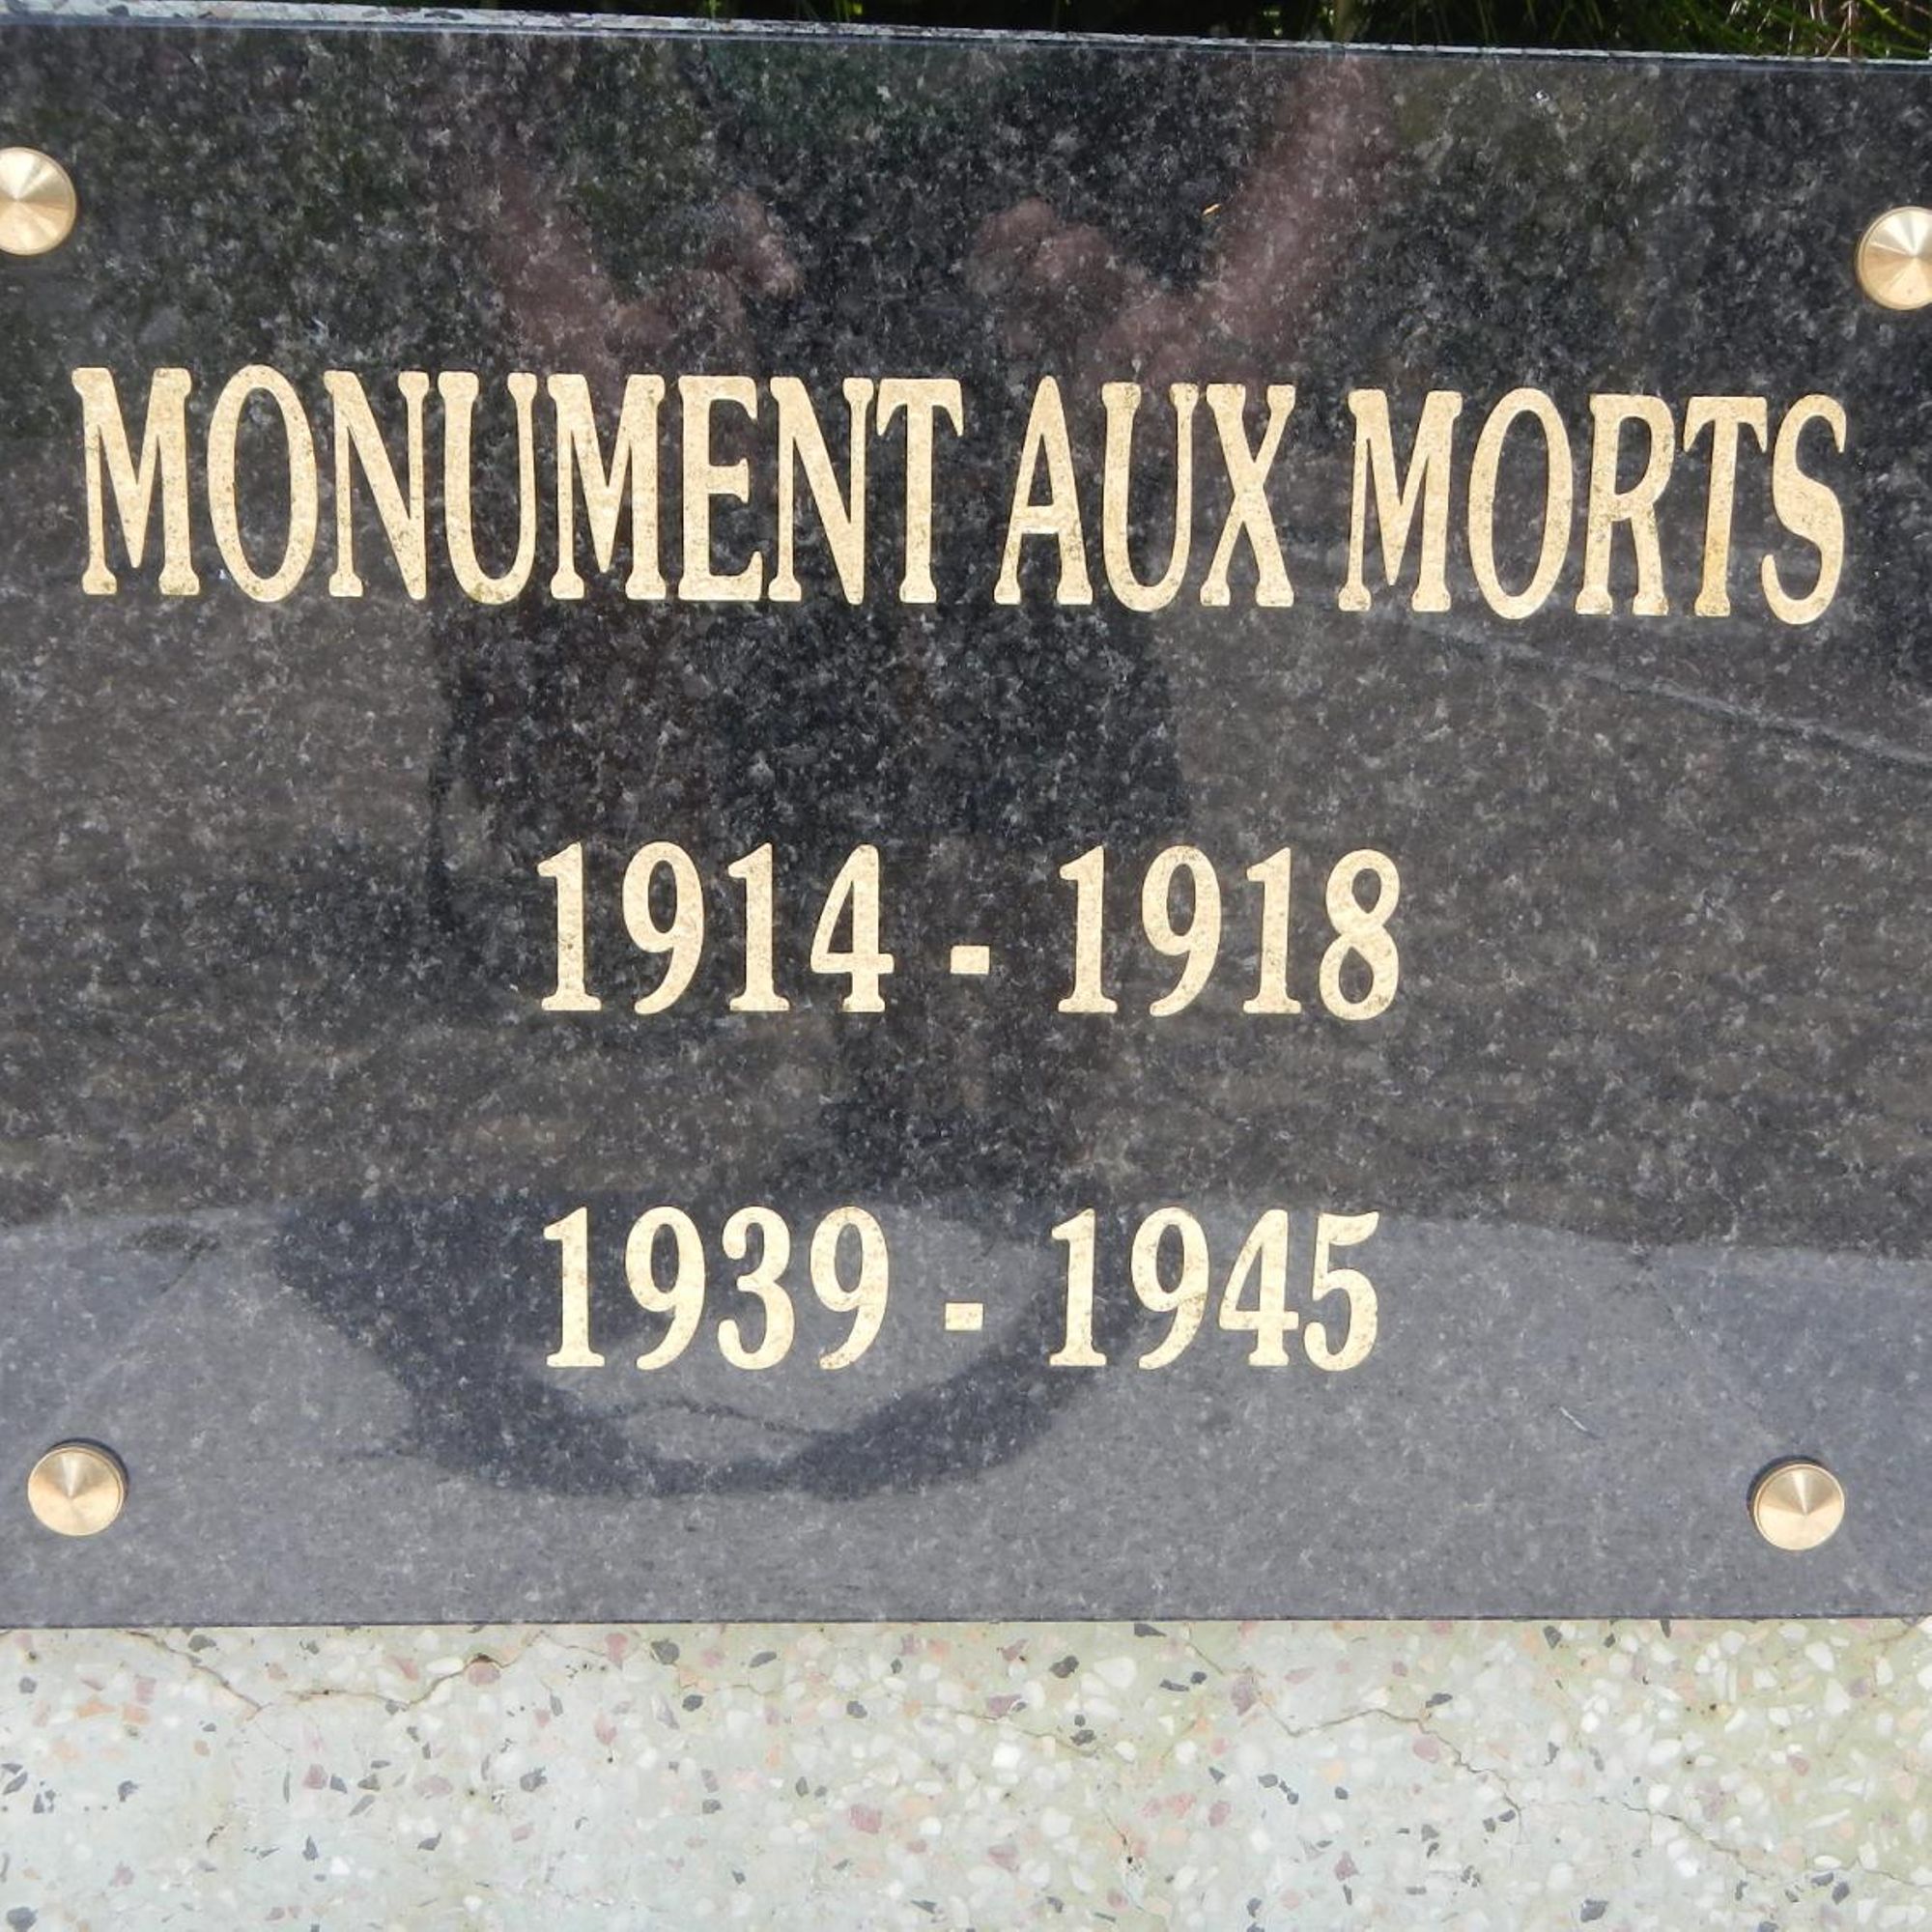 MONUMENT AUX MORTS
1914 - 1918
1939 - 1945